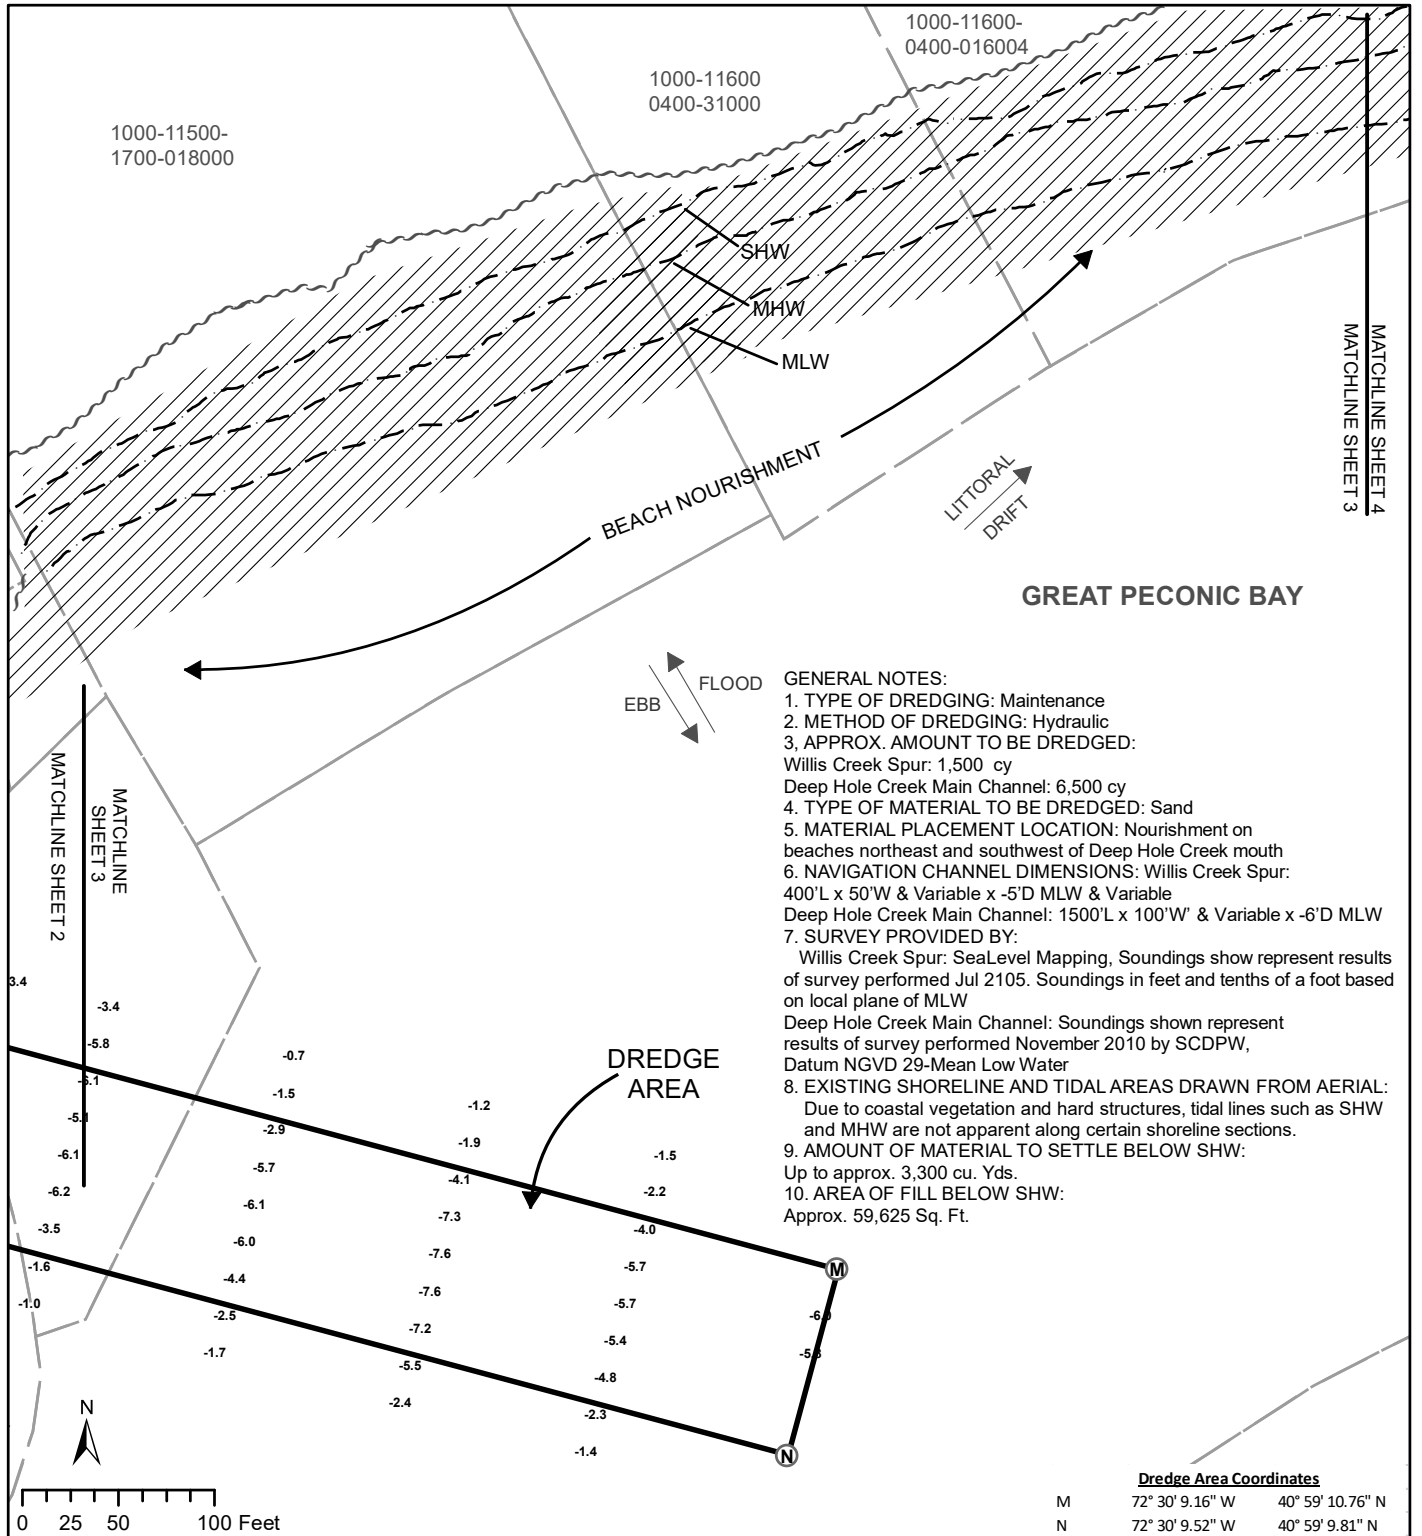 1000-11600-
0400-016004
1000-11600
0400-31000
1000-11500-
1700-018000
SHW
MHW
MLW
MATCHLINE SHEET 4
MATCHLINE SHEET 3
BEACH NOURISHMENT
LITTORAL
DRIFT
GREAT PECONIC BAY
FLOOD
EBB
GENERAL NOTES:
1. TYPE OF DREDGING: Maintenance
2. METHOD OF DREDGING: Hydraulic
3, APPROX. AMOUNT TO BE DREDGED:
Willis Creek Spur: 1,500 cy
Deep Hole Creek Main Channel: 6,500 cy
4. TYPE OF MATERIAL TO BE DREDGED: Sand
5. MATERIAL PLACEMENT LOCATION: Nourishment on
beaches northeast and southwest of Deep Hole Creek mouth
6. NAVIGATION CHANNEL DIMENSIONS: Willis Creek Spur:
400'L x 50'W & Variable x -5'D MLW & Variable
Deep Hole Creek Main Channel: 1500'L x 100'W' & Variable x -6'D MLW
7. SURVEY PROVIDED BY:
Willis Creek Spur: SeaLevel Mapping, Soundings show represent results
of survey performed Jul 2105. Soundings in feet and tenths of a foot based
on local plane of MLW
Deep Hole Creek Main Channel: Soundings shown represent
results of survey performed November 2010 by SCDPW,
Datum NGVD 29-Mean Low Water
8. EXISTING SHORELINE AND TIDAL AREAS DRAWN FROM AERIAL:
Due to coastal vegetation and hard structures, tidal lines such as SHW
and MHW are not apparent along certain shoreline sections.
9. AMOUNT OF MATERIAL TO SETTLE BELOW SHW:
Up to approx. 3,300 cu. Yds.
10. AREA OF FILL BELOW SHW:
Approx. 59,625 Sq. Ft.
MATCHLINE
SHEET 3
MATCHLINE SHEET 2
DREDGE
AREA
3.4
-3.4
-5.8
-6.1
-5.1
-6.1
-6.2
-3.5
-1.6
-1.0
-0.7
-1.5
-2.9
-5.7
-6.1
-6.0
-4.4
-2.5
-1.7
-1.2
-1.9
-4.1
-7.3
-7.6
-7.6
-7.2
-5.5
-2.4
-1.5
-2.2
-4.0
-5.7
-5.7
-5.4
-4.8
-2.3
-1.4
M
N
N
0 25 50 100 Feet
Dredge Area Coordinates
M 72° 30' 9.16" W 40° 59' 10.76" N
N 72° 30' 9.52" W 40° 59' 9.81" N